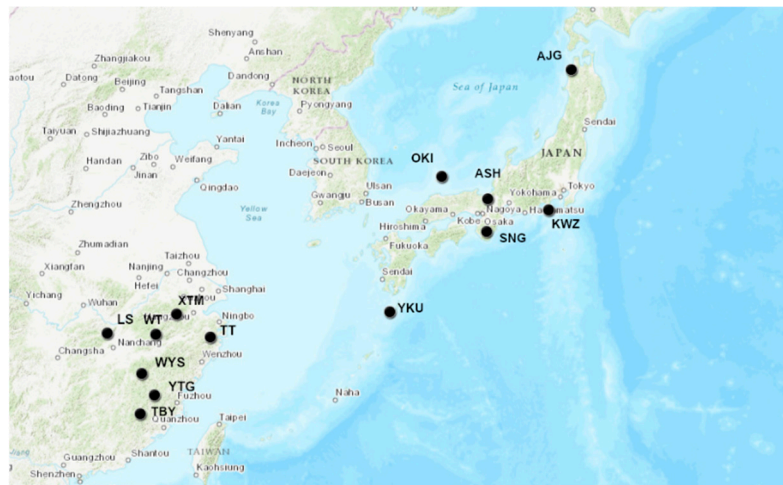 Shenyang
Anshan
Zhangjiakou
aotou
Datong
Beijing
Tangshan
Dandong
NORTH
KOREA
Baoding
Tianjin
Dalian
Korea
Bay
Pyongyang
Taiyuan
Shijiazhuang
Yantai
Incheon
Seoul
SOUTH KOREA
Handan
Zibo
Weifang
Jinan
Daejeon
Qingdao
Gwangju
Ulsan
Busan
Zhengzhou
Yellow
Sea
Sea of Japan
AJG
Sendai
JAPAN
OKI
ASH
Tokyo
Yokohama
Okayama
Nagoya
Kobe
Osaka
KWZ
Hiroshima
SNG
Fukuoka
Sendai
YKU
Zhumadian
Taizhou
Xiangfan
Nanjing
Changzhou
Hefei
Shanghai
Yichang
Wuhan
XTM
Ningbo
LS
WT
TT
Nanchang
Changsha
Wenzhou
WYS
YTG
Fuzhou
TBY
Quanzhou
Taipei
Naha
TAIWAN
Guangzhou
Shantou
Shenzhen
Kaohsiung